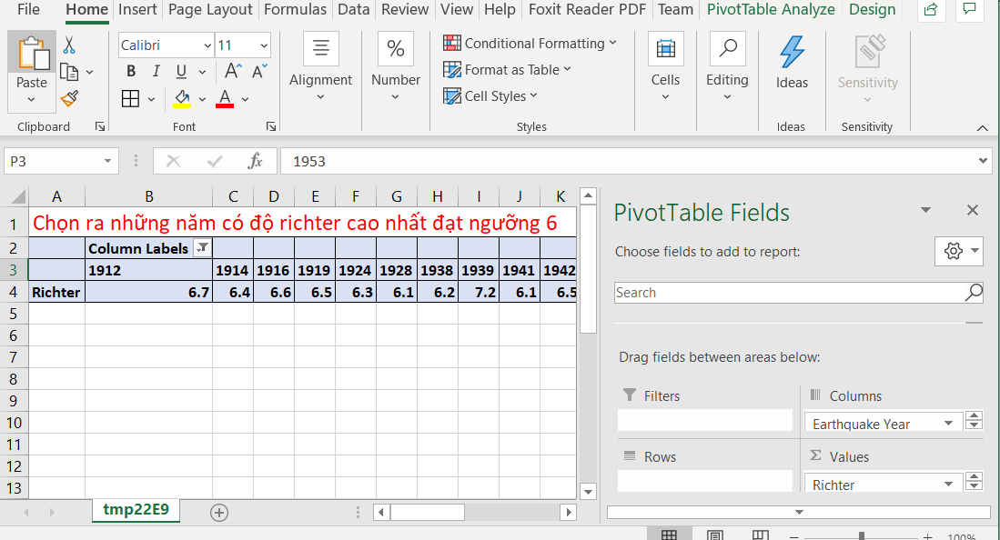 File Home Insert Page Layout Formulas Data Review View Help Foxit Reader PDF Team PivotTable Analyze Design
Calibri 11
Paste
B I U A A
A
Alignment
%
Number
Conditional Formatting
Format as Table
Cell Styles
Cells
Editing
Ideas
Sensitivity
Clipboard Font Styles Ideas Sensitivity
P3 fx 1953
A B C D E F G H I J K
1 Chọn ra những năm có độ richter cao nhất đạt ngưỡng 6
2 Column Labels
3 1912 1914 1916 1919 1924 1928 1938 1939 1941 1942
4 Richter 6.7 6.4 6.6 6.5 6.3 6.1 6.2 7.2 6.1 6.5
5
6
7
8
9
10
11
12
13
tmp22E9
PivotTable Fields
Choose fields to add to report:
Search
Drag fields between areas below:
Filters
Columns
Earthquake Year
Rows
Σ Values
Richter
100%